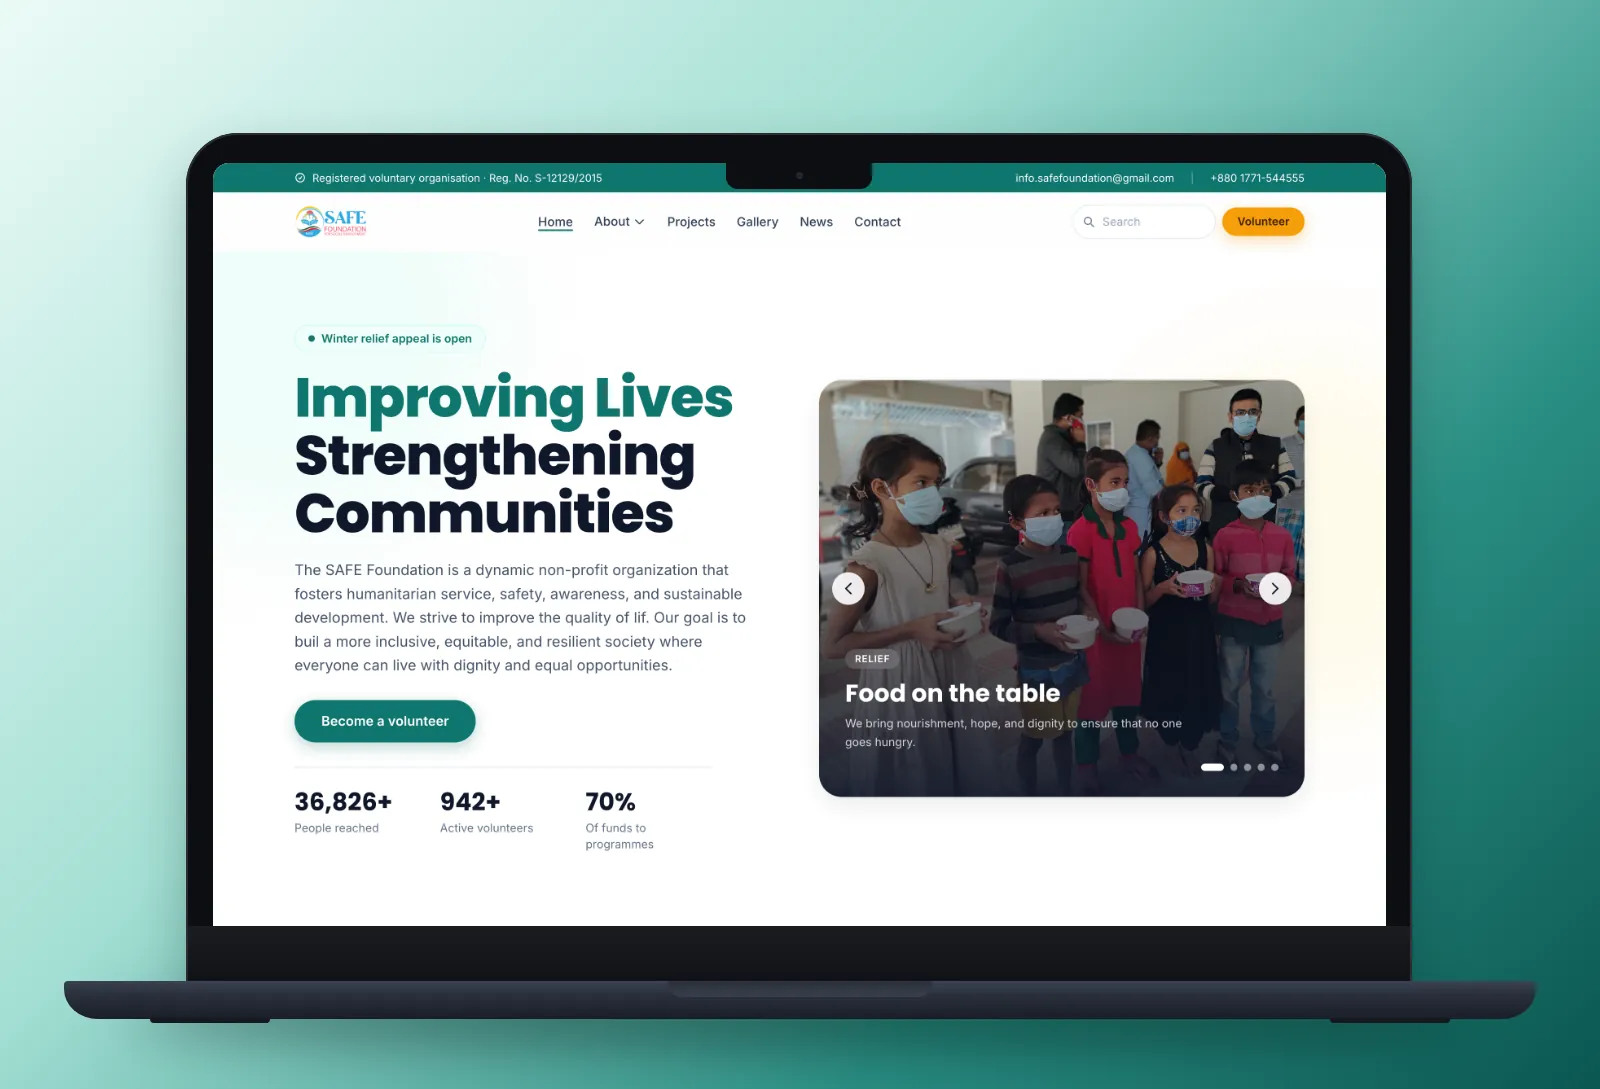 Registered voluntary organisation · Reg. No. S-12129/2015
info.safefoundation@gmail.com
+880 1771-544555
SAFE
FOUNDATION
Home
About
Projects
Gallery
News
Contact
Search
Volunteer
Winter relief appeal is open
Improving Lives
Strengthening
Communities
The SAFE Foundation is a dynamic non-profit organization that
fosters humanitarian service, safety, awareness, and sustainable
development. We strive to improve the quality of lif. Our goal is to
buil a more inclusive, equitable, and resilient society where
everyone can live with dignity and equal opportunities.
Become a volunteer
36,826+
People reached
942+
Active volunteers
70%
Of funds to
programmes
RELIEF
Food on the table
We bring nourishment, hope, and dignity to ensure that no one
goes hungry.